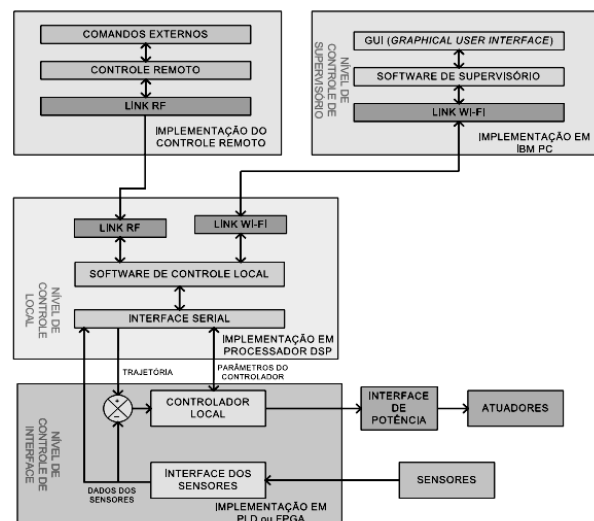 COMANDOS EXTERNOS
CONTROLE REMOTO
LINK RF
IMPLEMENTAÇÃO DO
CONTROLE REMOTO
NÍVEL DE
CONTROLE DE
SUPERVISÓRIO
GUI (GRAPHICAL USER INTERFACE)
SOFTWARE DE SUPERVISÓRIO
LINK WI-FI
IMPLEMENTAÇÃO EM
IBM PC
NÍVEL DE
CONTROLE
LOCAL
LINK RF
LINK WI-FI
SOFTWARE DE CONTROLE LOCAL
INTERFACE SERIAL
IMPLEMENTAÇÃO EM
PROCESSADOR DSP
TRAJETÓRIA
PARÂMETROS DO
CONTROLADOR
NÍVEL DE
CONTROLE DE
INTERFACE
+
−
CONTROLADOR
LOCAL
INTERFACE
DE
POTÊNCIA
ATUADORES
DADOS DOS
SENSORES
INTERFACE DOS
SENSORES
SENSORES
IMPLEMENTAÇÃO EM
PLD ou FPGA